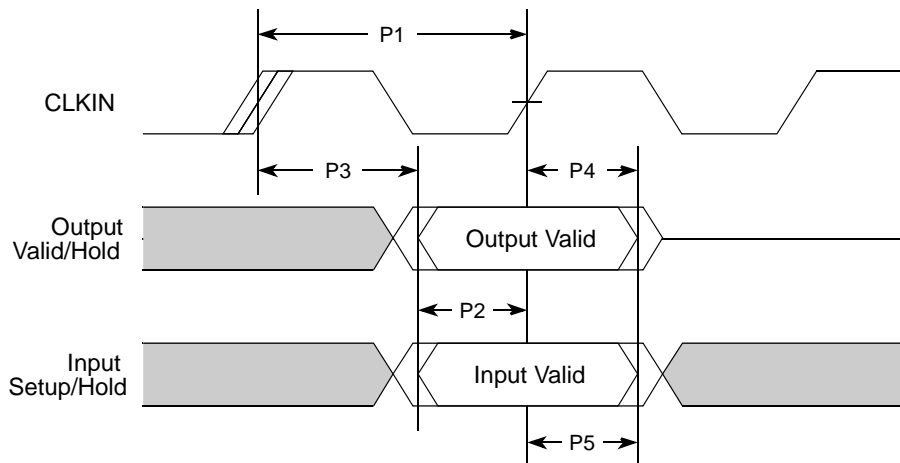 P1
CLKIN
P3
P4
Output
Valid/Hold
Output Valid
P2
Input
Setup/Hold
Input Valid
P5